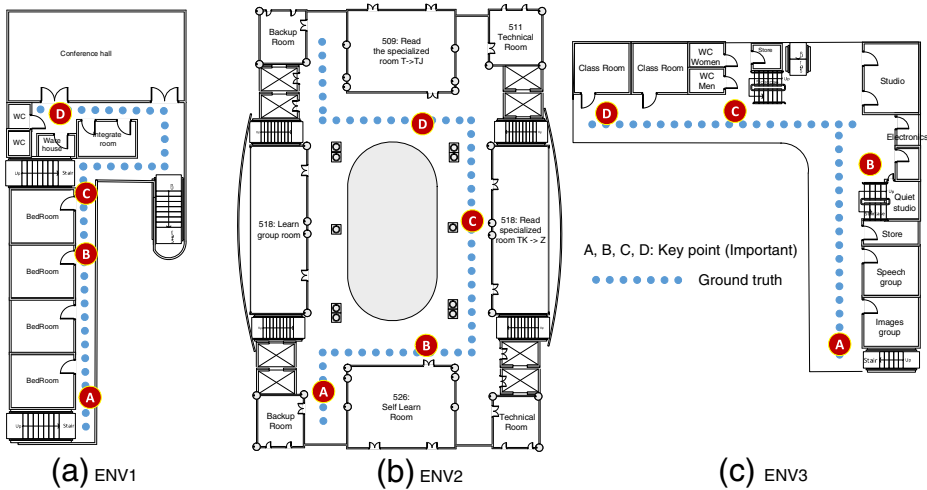 Conference hall
WC
D
WC
Ware
house
Integrate
room
Up
Stair
C
BedRoom
B
BedRoom
BedRoom
BedRoom
A
Up
Stair
(a) ENV1
Backup
Room
509: Read
the specialized
room T->TJ
511
Technical
Room
D
518: Learn
group room
C
518: Read
specialized
room TK -> Z
B
A
Backup
Room
526:
Self Learn
Room
Technical
Room
(b) ENV2
Class Room
Class Room
WC
Women
WC
Men
Store
Up
Studio
D
C
Electronics
B
Up
Quiet
studio
A, B, C, D: Key point (Important)
Ground truth
Store
Speech
group
Images
group
A
Stair
Up
(c) ENV3